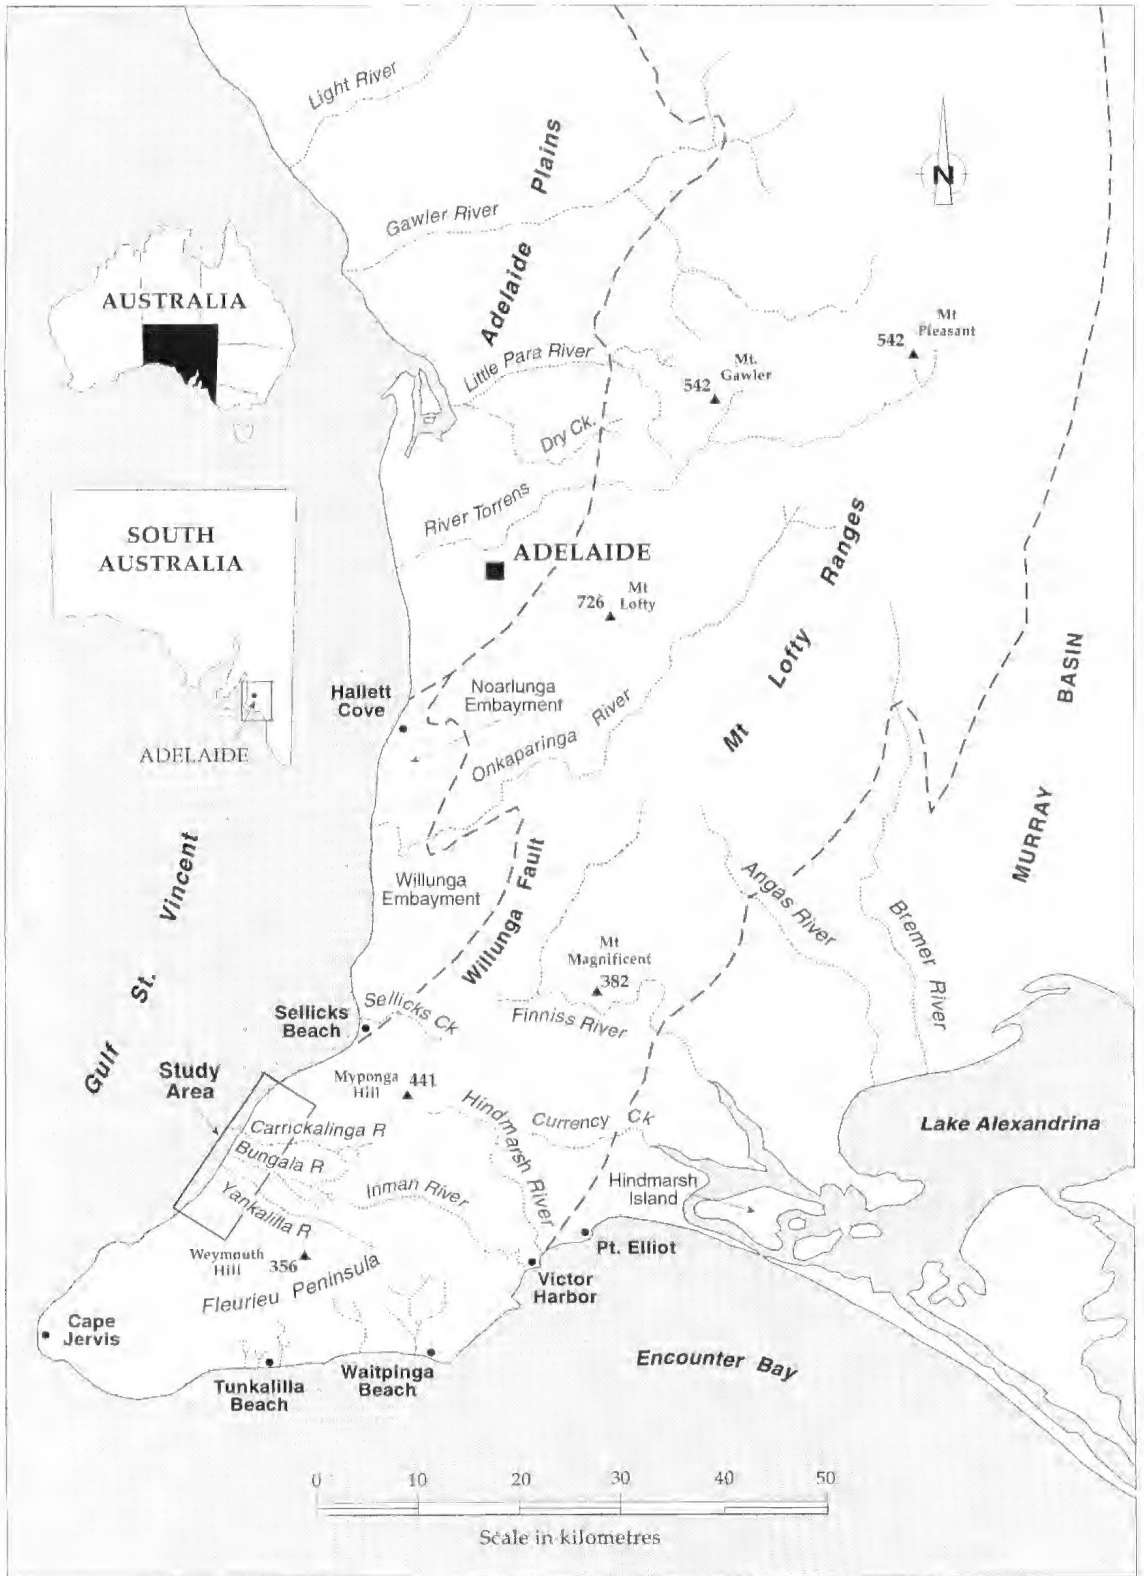 Light River
Adelaide Plains
Gawler River
N
AUSTRALIA
Mt
Pleasant
542
Mt.
Gawler
542
Little Para River
Dry Ck.
River Torrens
SOUTH
AUSTRALIA
ADELAIDE
Mt
Lofty
726
Mt Lofty Ranges
MURRAY BASIN
Hallett
Cove
Noarlunga
Embayment
Onkaparinga River
ADELAIDE
Gulf St. Vincent
Willunga
Embayment
Willunga Fault
Angas River
Bremer River
Mt
Magnificent
382
Sellicks
Beach
Sellicks Ck
Finniss River
Study
Area
Myponga
Hill
441
Hindmarsh River
Currency Ck
Lake Alexandrina
Carrickalinga R
Bungala R
Inman River
Hindmarsh
Island
Yankalilla R
Weymouth
Hill
356
Pt. Elliot
Fleurieu Peninsula
Victor
Harbor
Cape
Jervis
Encounter Bay
Waitpinga
Beach
Tunkalilla
Beach
0 10 20 30 40 50
Scale in kilometres